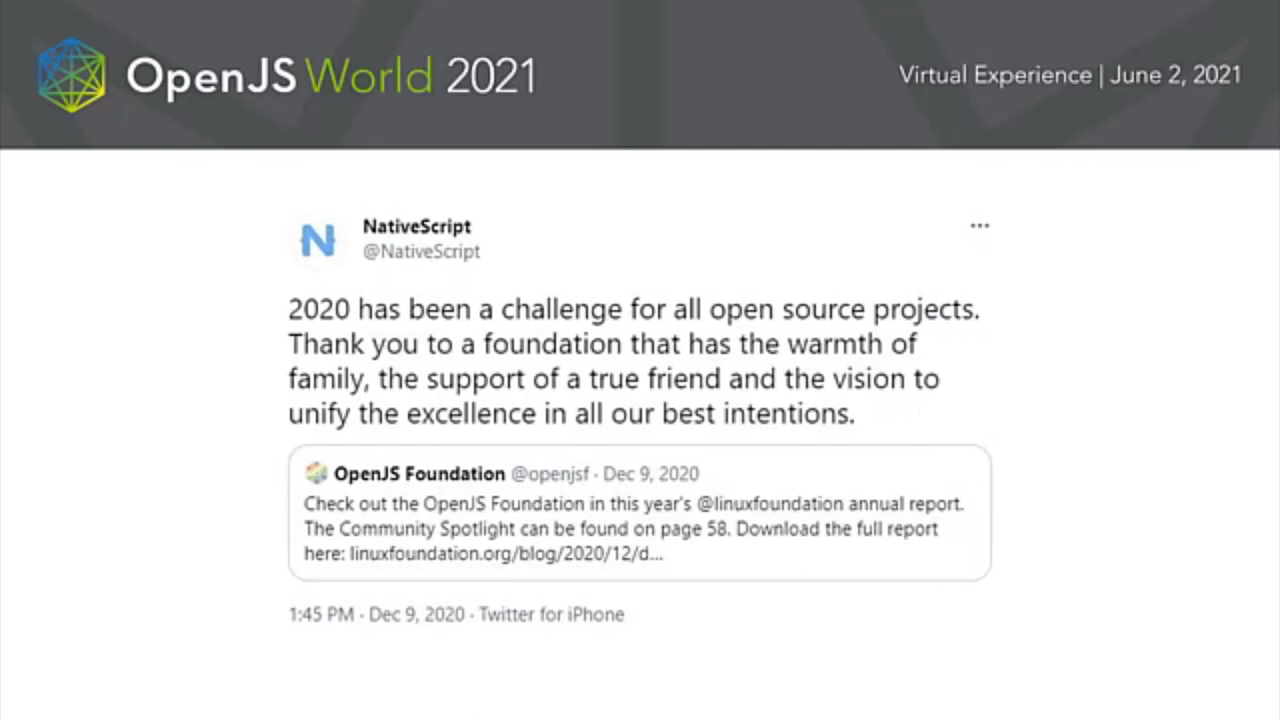 OpenJS World 2021
Virtual Experience | June 2, 2021
NativeScript
@NativeScript
2020 has been a challenge for all open source projects.
Thank you to a foundation that has the warmth of
family, the support of a true friend and the vision to
unify the excellence in all our best intentions.
OpenJS Foundation @openjsf · Dec 9, 2020
Check out the OpenJS Foundation in this year's @linuxfoundation annual report.
The Community Spotlight can be found on page 58. Download the full report
here: linuxfoundation.org/blog/2020/12/d...
1:45 PM · Dec 9, 2020 · Twitter for iPhone